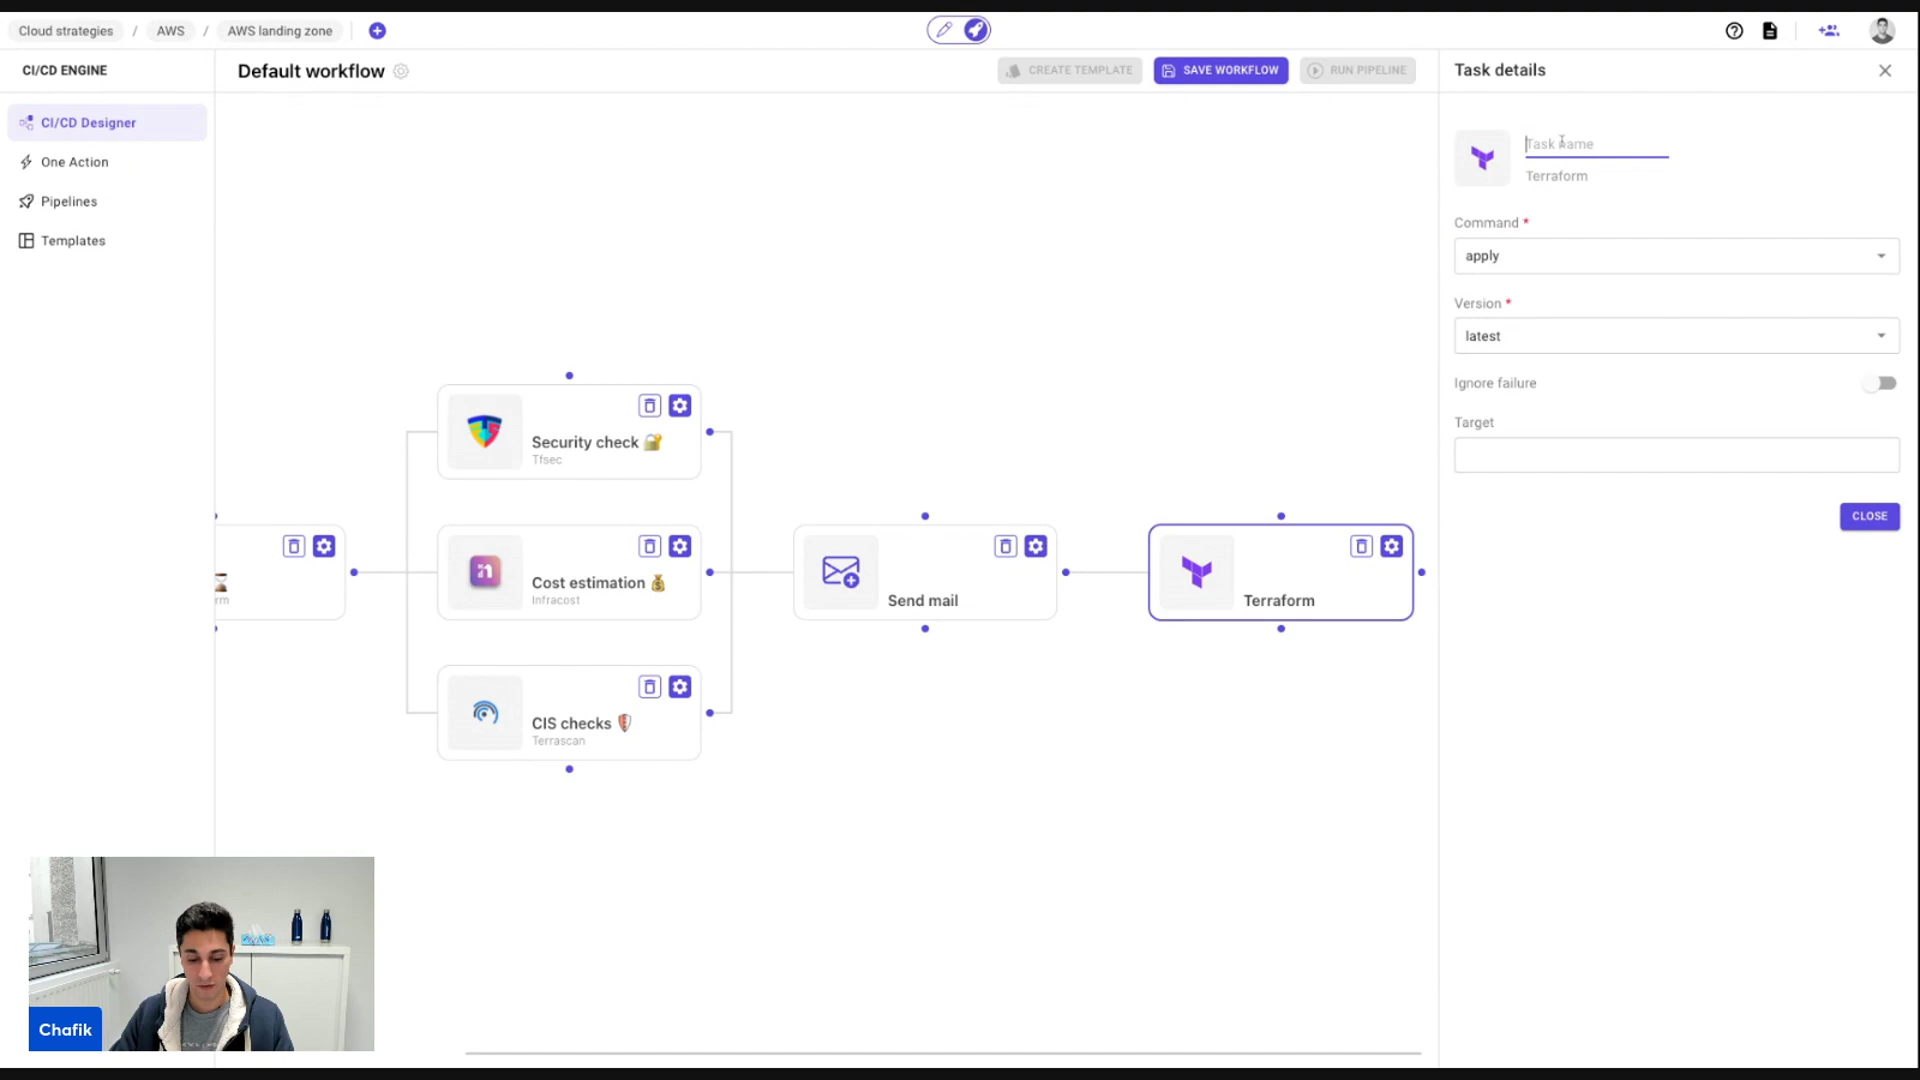 Cloud strategies / AWS / AWS landing zone
CI/CD ENGINE
CI/CD Designer
One Action
Pipelines
Templates
Default workflow
CREATE TEMPLATE
SAVE WORKFLOW
RUN PIPELINE
rm
Security check
Tfsec
Cost estimation
Infracost
CIS checks
Terrascan
Send mail
Terraform
Task details
Task name
Terraform
Command *
apply
Version *
latest
Ignore failure
Target
CLOSE
Chafik